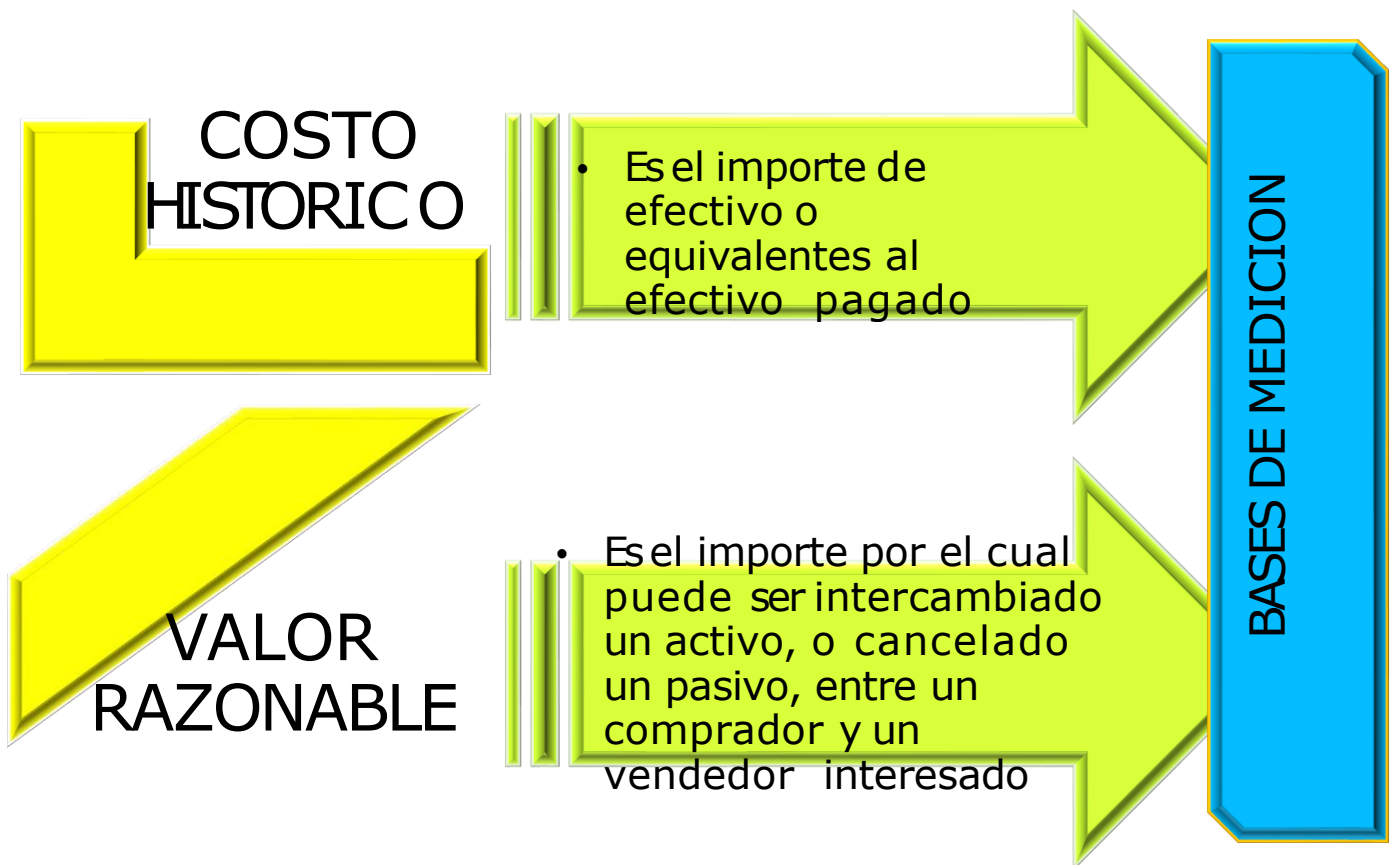 COSTO
HISTORICO
• Es el importe de
efectivo o
equivalentes al
efectivo pagado
VALOR
RAZONABLE
• Es el importe por el cual
puede ser intercambiado
un activo, o cancelado
un pasivo, entre un
comprador y un
vendedor interesado
BASES DE MEDICION